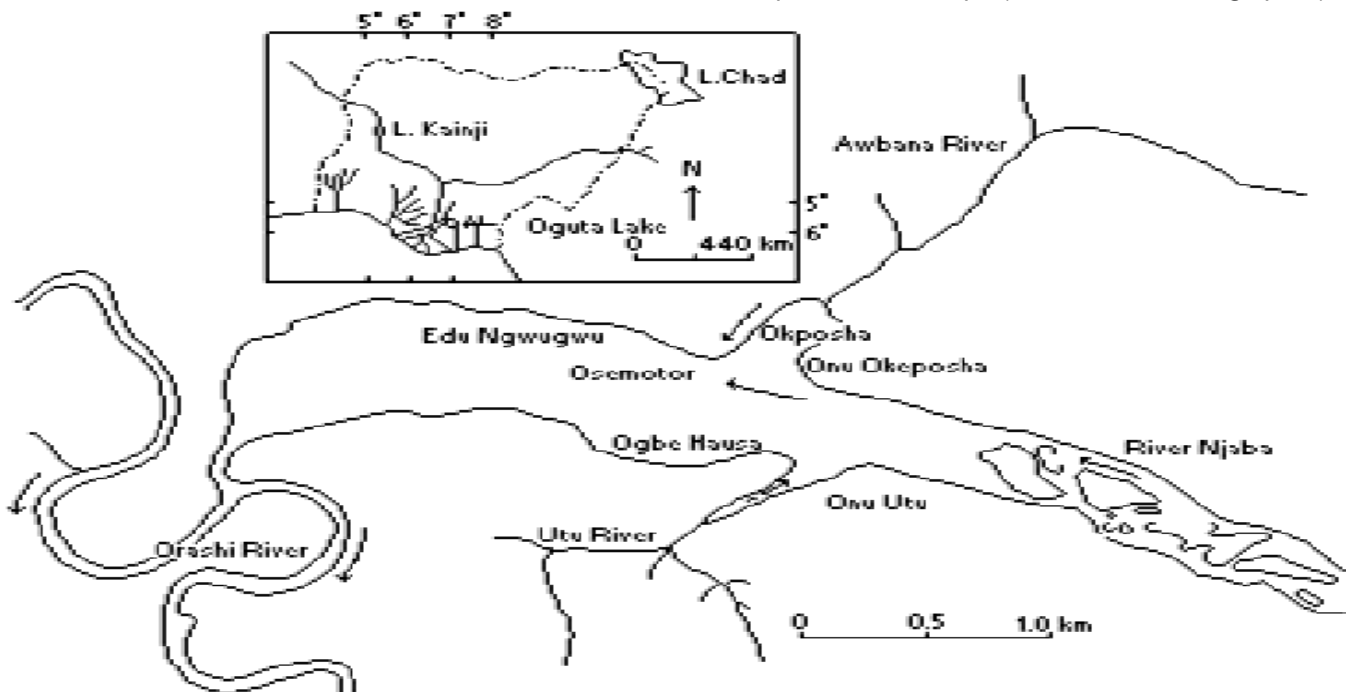 5° 6° 7° 8°
L.Chad
L. Kainji
N
5°
6°
Oguta Lake
0 440 km
Awbana River
Okposha
Edu Ngwugwu
Onu Okeposha
Osemotor
Ogbe Hausa
River Njaba
Onu Utu
Utu River
Orashi River
0 0.5 1.0 km